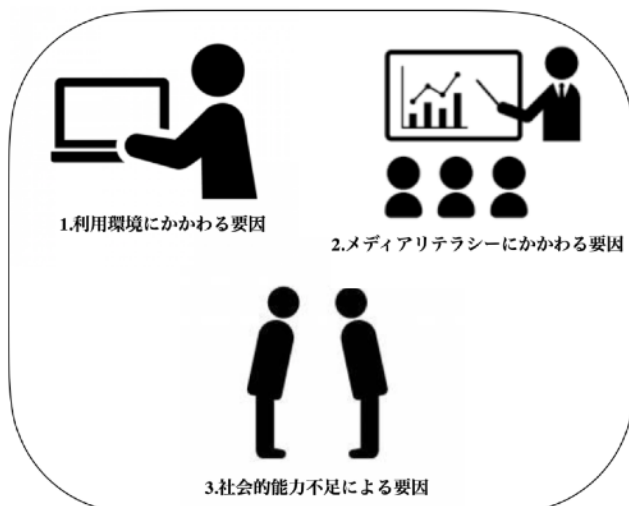 1.利用環境にかかわる要因
2.メディアリテラシーにかかわる要因
3.社会的能力不足による要因